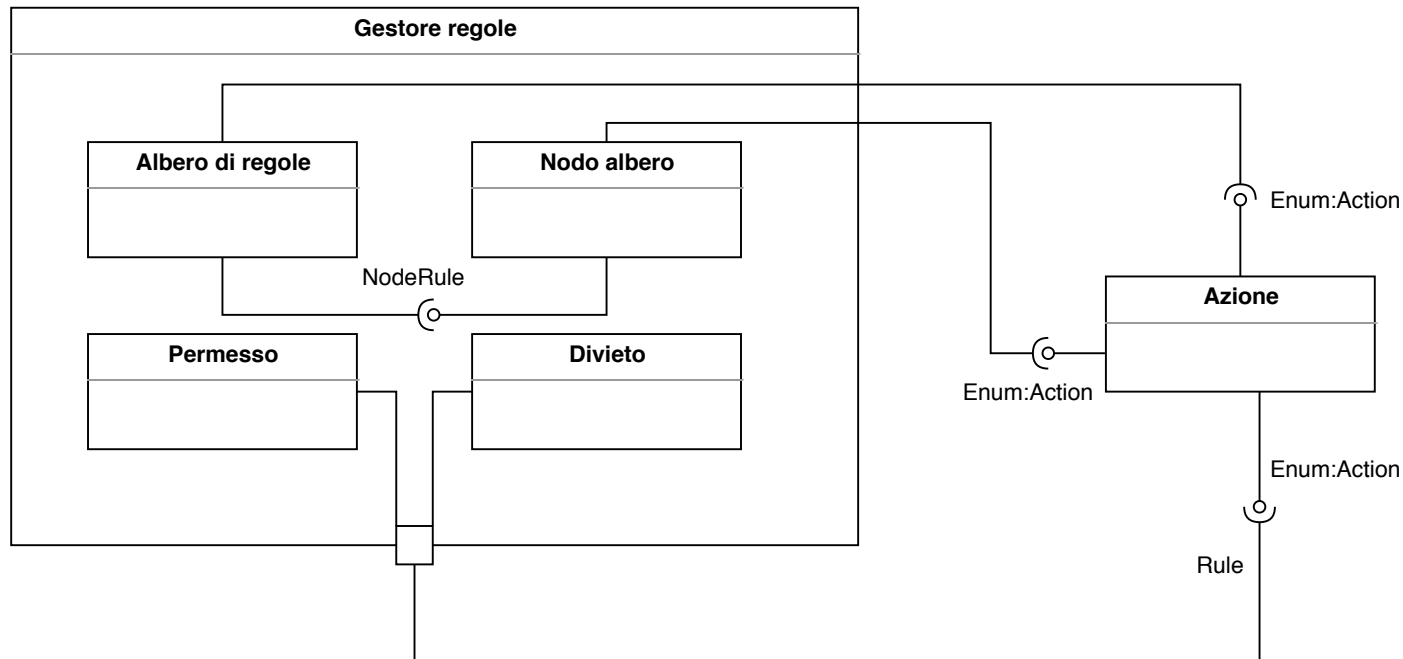 Gestore regole
Albero di regole
Nodo albero
Enum:Action
NodeRule
Azione
Permesso
Divieto
Enum:Action
Enum:Action
Rule